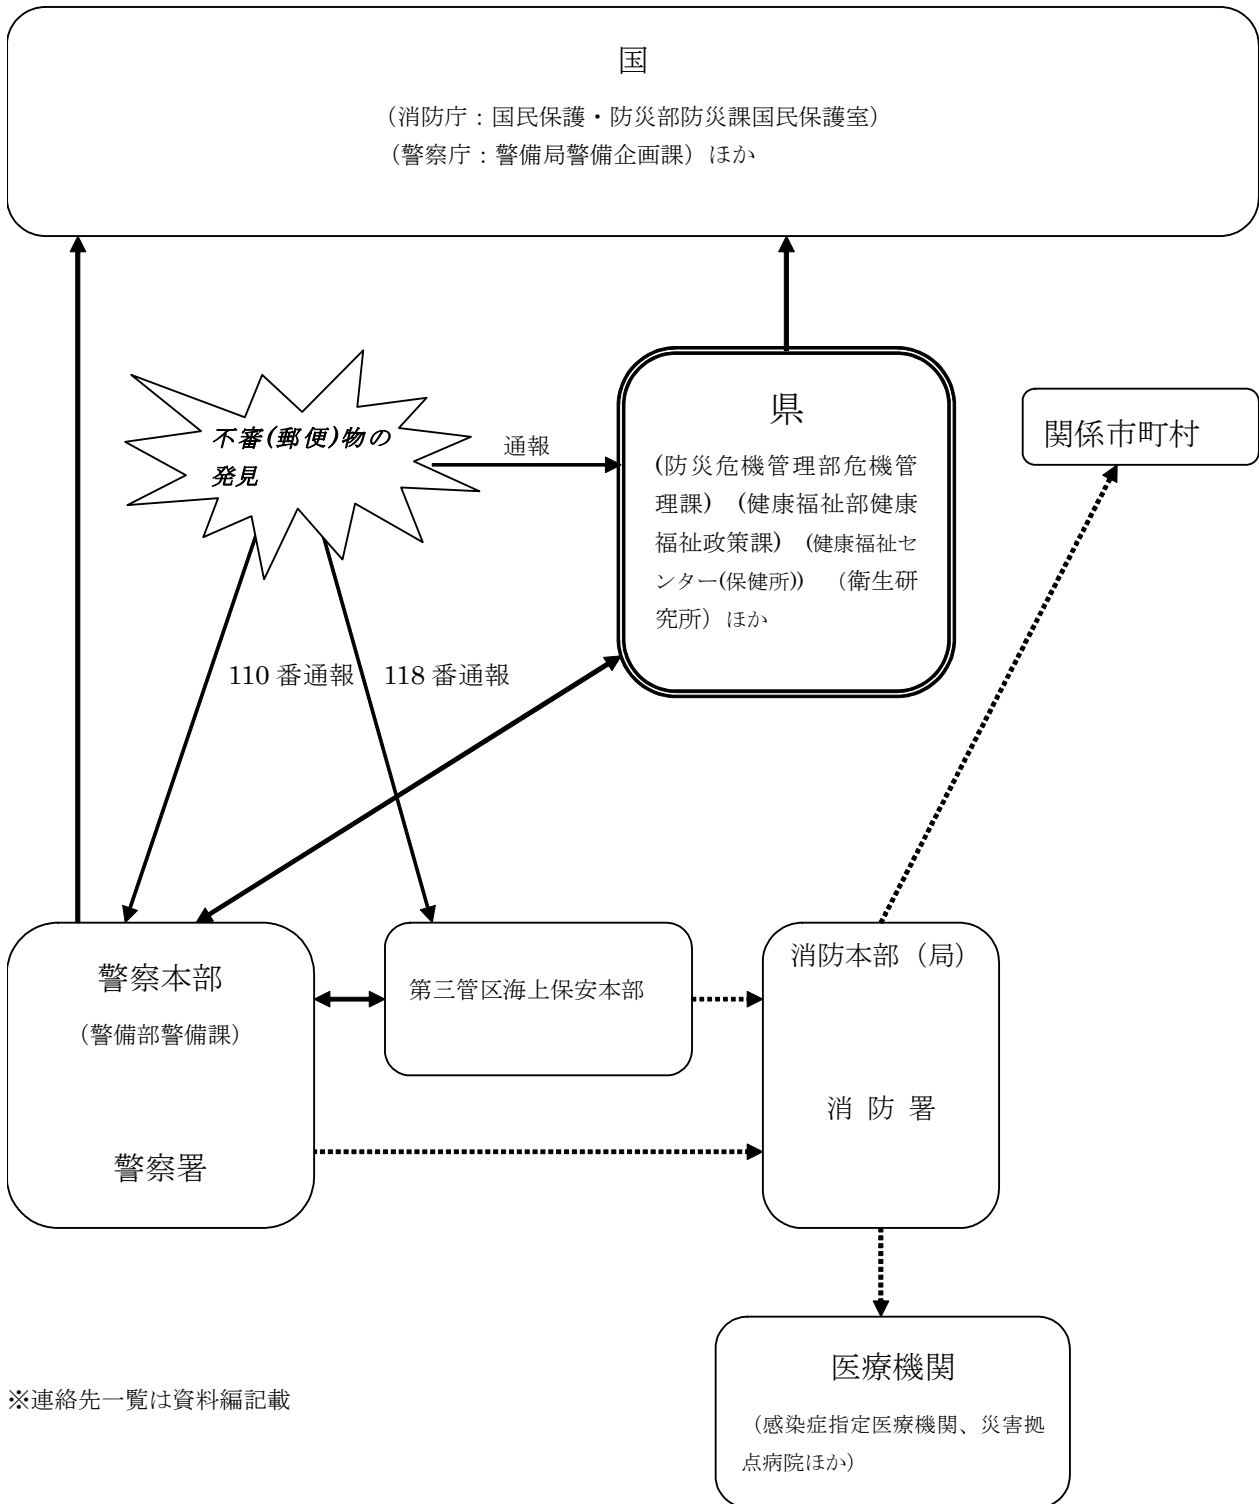 国
（消防庁：国民保護・防災部防災課国民保護室）
（警察庁：警備局警備企画課）ほか
不審(郵便)物の
発見
通報
県
(防災危機管理部危機管
理課) (健康福祉部健康
福祉政策課) (健康福祉セ
ンター(保健所)) （衛生研
究所）ほか
関係市町村
110 番通報
118 番通報
警察本部
（警備部警備課）
警察署
第三管区海上保安本部
消防本部（局）
消 防 署
医療機関
（感染症指定医療機関、災害拠
点病院ほか）
※連絡先一覧は資料編記載